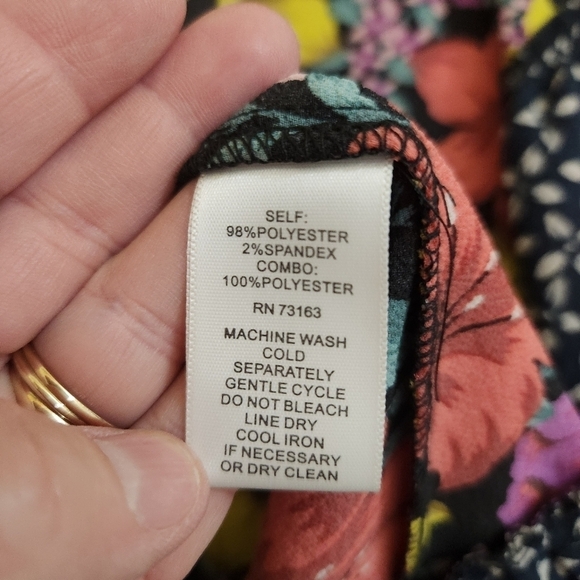 SELF:
98%POLYESTER
2%SPANDEX
COMBO:
100%POLYESTER
RN 73163
MACHINE WASH
COLD
SEPARATELY
GENTLE CYCLE
DO NOT BLEACH
LINE DRY
COOL IRON
IF NECESSARY
OR DRY CLEAN